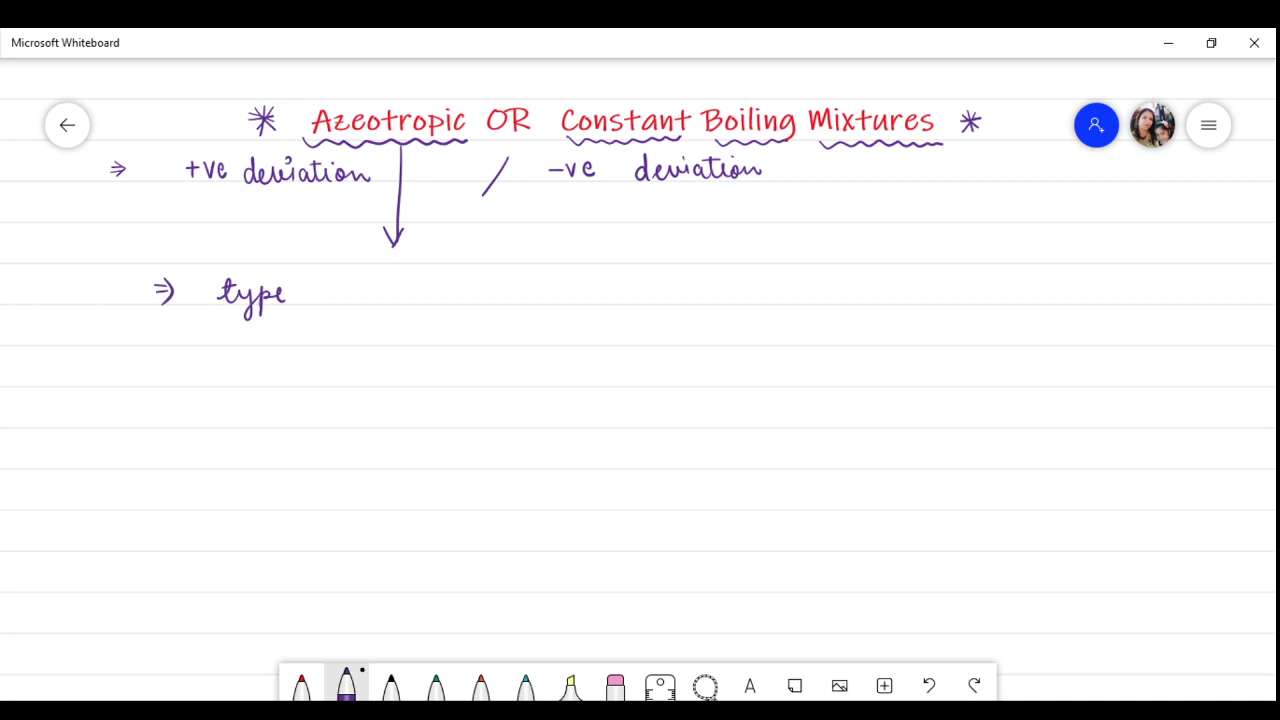 Microsoft Whiteboard
* Azeotropic OR Constant Boiling Mixtures *
⇒ +ve deviation / -ve deviation
⇒ type
A